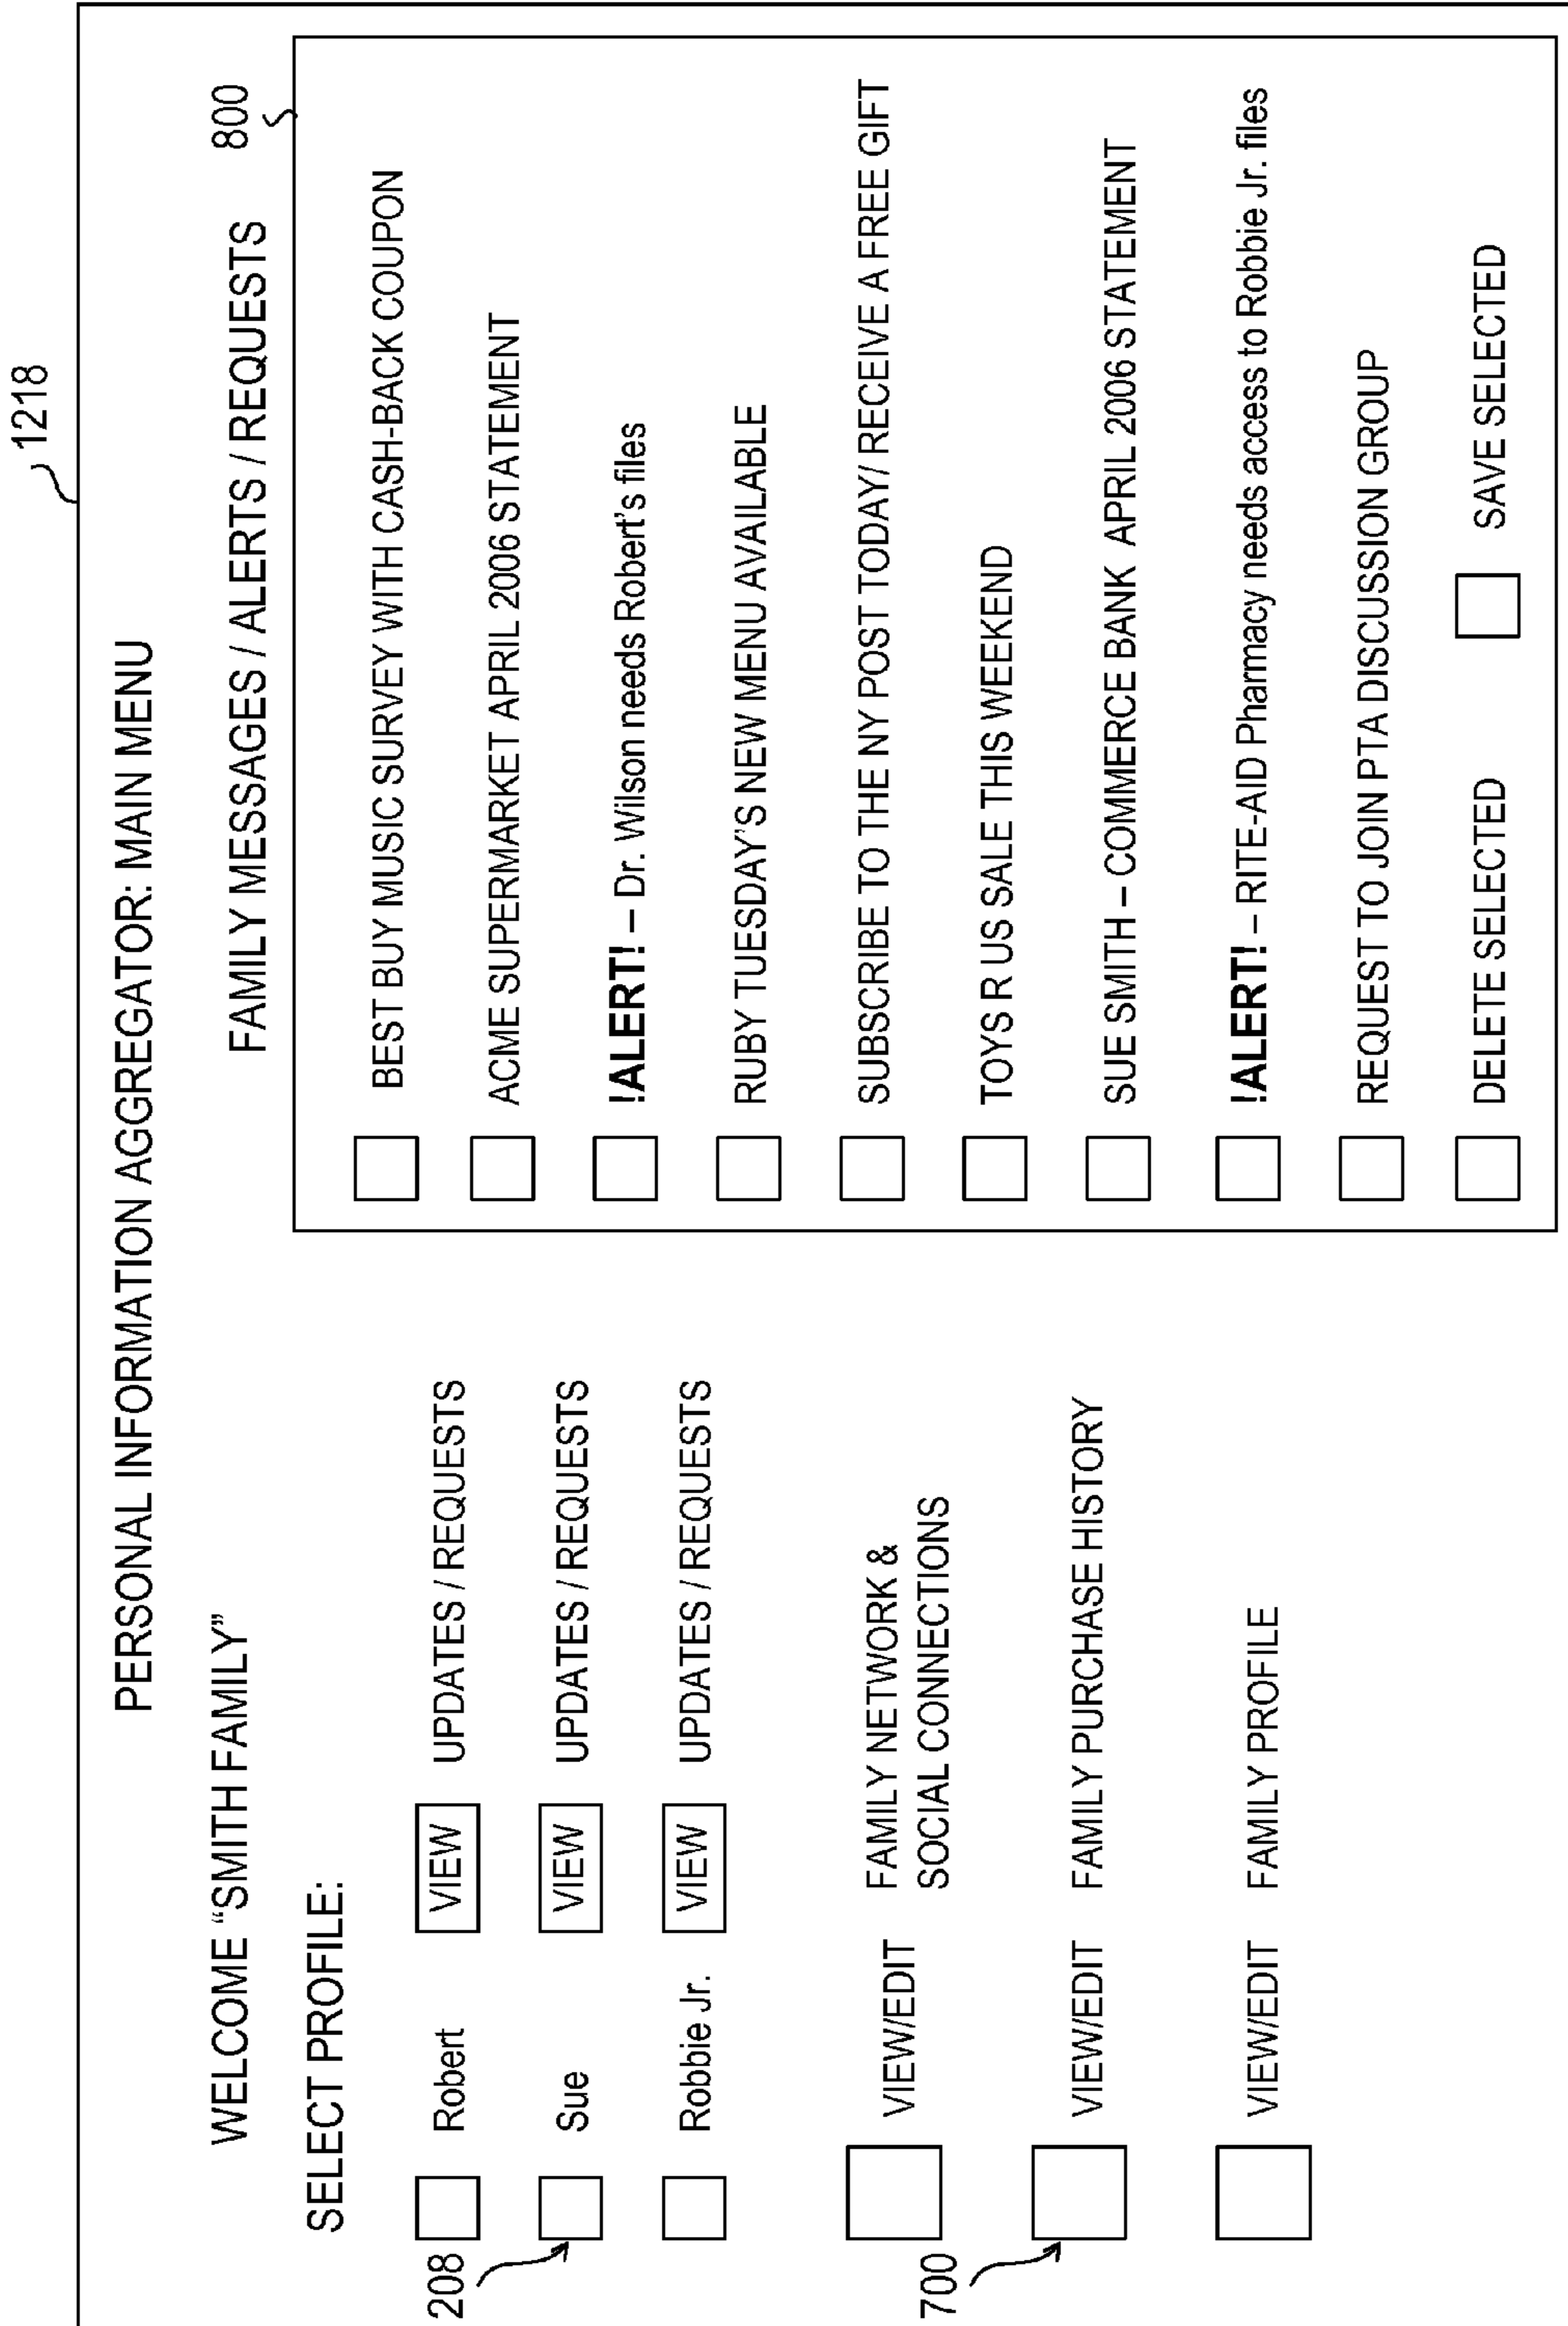 1218
PERSONAL INFORMATION AGGREGATOR: MAIN MENU
WELCOME “SMITH FAMILY”
SELECT PROFILE:
208
Robert VIEW UPDATES / REQUESTS
Sue VIEW UPDATES / REQUESTS
Robbie Jr. VIEW UPDATES / REQUESTS
VIEW/EDIT FAMILY NETWORK &
SOCIAL CONNECTIONS
700
VIEW/EDIT FAMILY PURCHASE HISTORY
VIEW/EDIT FAMILY PROFILE
FAMILY MESSAGES / ALERTS / REQUESTS 800
BEST BUY MUSIC SURVEY WITH CASH-BACK COUPON
ACME SUPERMARKET APRIL 2006 STATEMENT
!ALERT! – Dr. Wilson needs Robert's files
RUBY TUESDAY'S NEW MENU AVAILABLE
SUBSCRIBE TO THE NY POST TODAY/ RECEIVE A FREE GIFT
TOYS R US SALE THIS WEEKEND
SUE SMITH – COMMERCE BANK APRIL 2006 STATEMENT
!ALERT! – RITE-AID Pharmacy needs access to Robbie Jr. files
REQUEST TO JOIN PTA DISCUSSION GROUP
DELETE SELECTED SAVE SELECTED